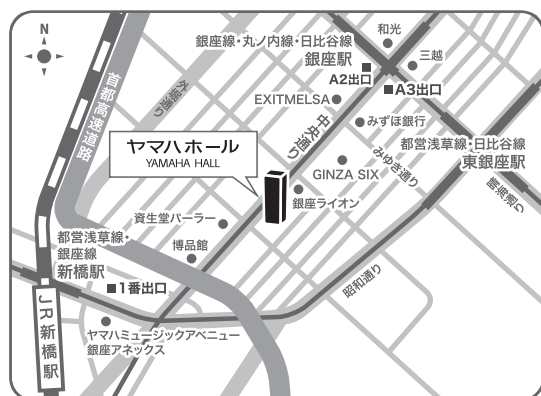 N
銀座線・丸ノ内線・日比谷線
銀座駅
和光
三越
A2出口
A3出口
EXITMELSA
みずほ銀行
首都高速道路
外堀通り
中央通り
都営浅草線・日比谷線
東銀座駅
みゆき通り
晴海通り
GINZA SIX
ヤマハホール
YAMAHA HALL
銀座ライオン
資生堂パーラー
博品館
都営浅草線・
銀座線
新橋駅
1番出口
昭和通り
JR新橋駅
ヤマハミュージックアベニュー
銀座アネックス